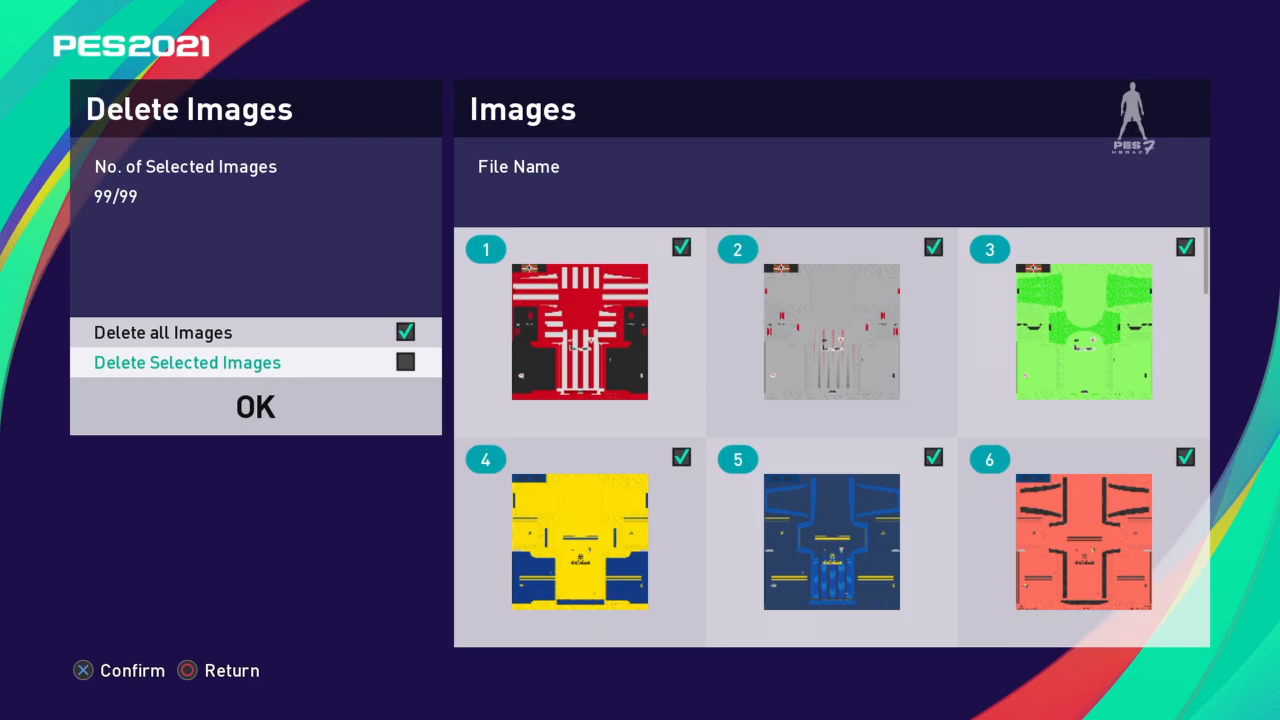 PES2021
Delete Images
No. of Selected Images
99/99
Delete all Images
Delete Selected Images
OK
Images
PES 7
File Name
1
2
3
4
5
6
Confirm
Return